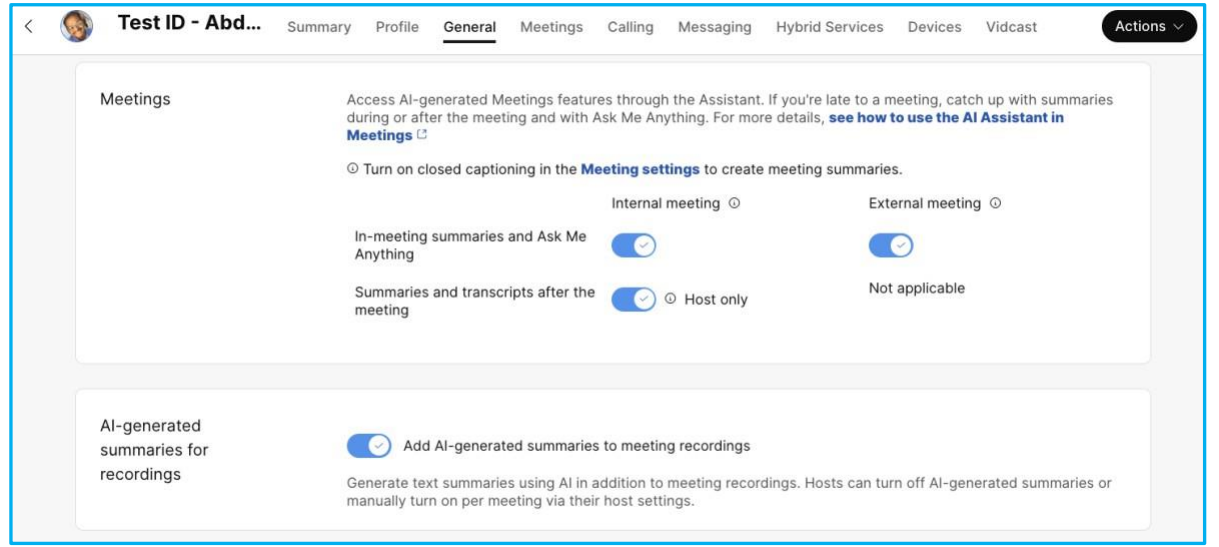 Test ID - Abd...
Summary
Profile
General
Meetings
Calling
Messaging
Hybrid Services
Devices
Vidcast
Actions
Meetings
Access AI-generated Meetings features through the Assistant. If you're late to a meeting, catch up with summaries
during or after the meeting and with Ask Me Anything. For more details, see how to use the AI Assistant in
Meetings
Turn on closed captioning in the Meeting settings to create meeting summaries.
Internal meeting
External meeting
In-meeting summaries and Ask Me
Anything
Summaries and transcripts after the
meeting
Host only
Not applicable
AI-generated
summaries for
recordings
Add AI-generated summaries to meeting recordings
Generate text summaries using AI in addition to meeting recordings. Hosts can turn off AI-generated summaries or
manually turn on per meeting via their host settings.